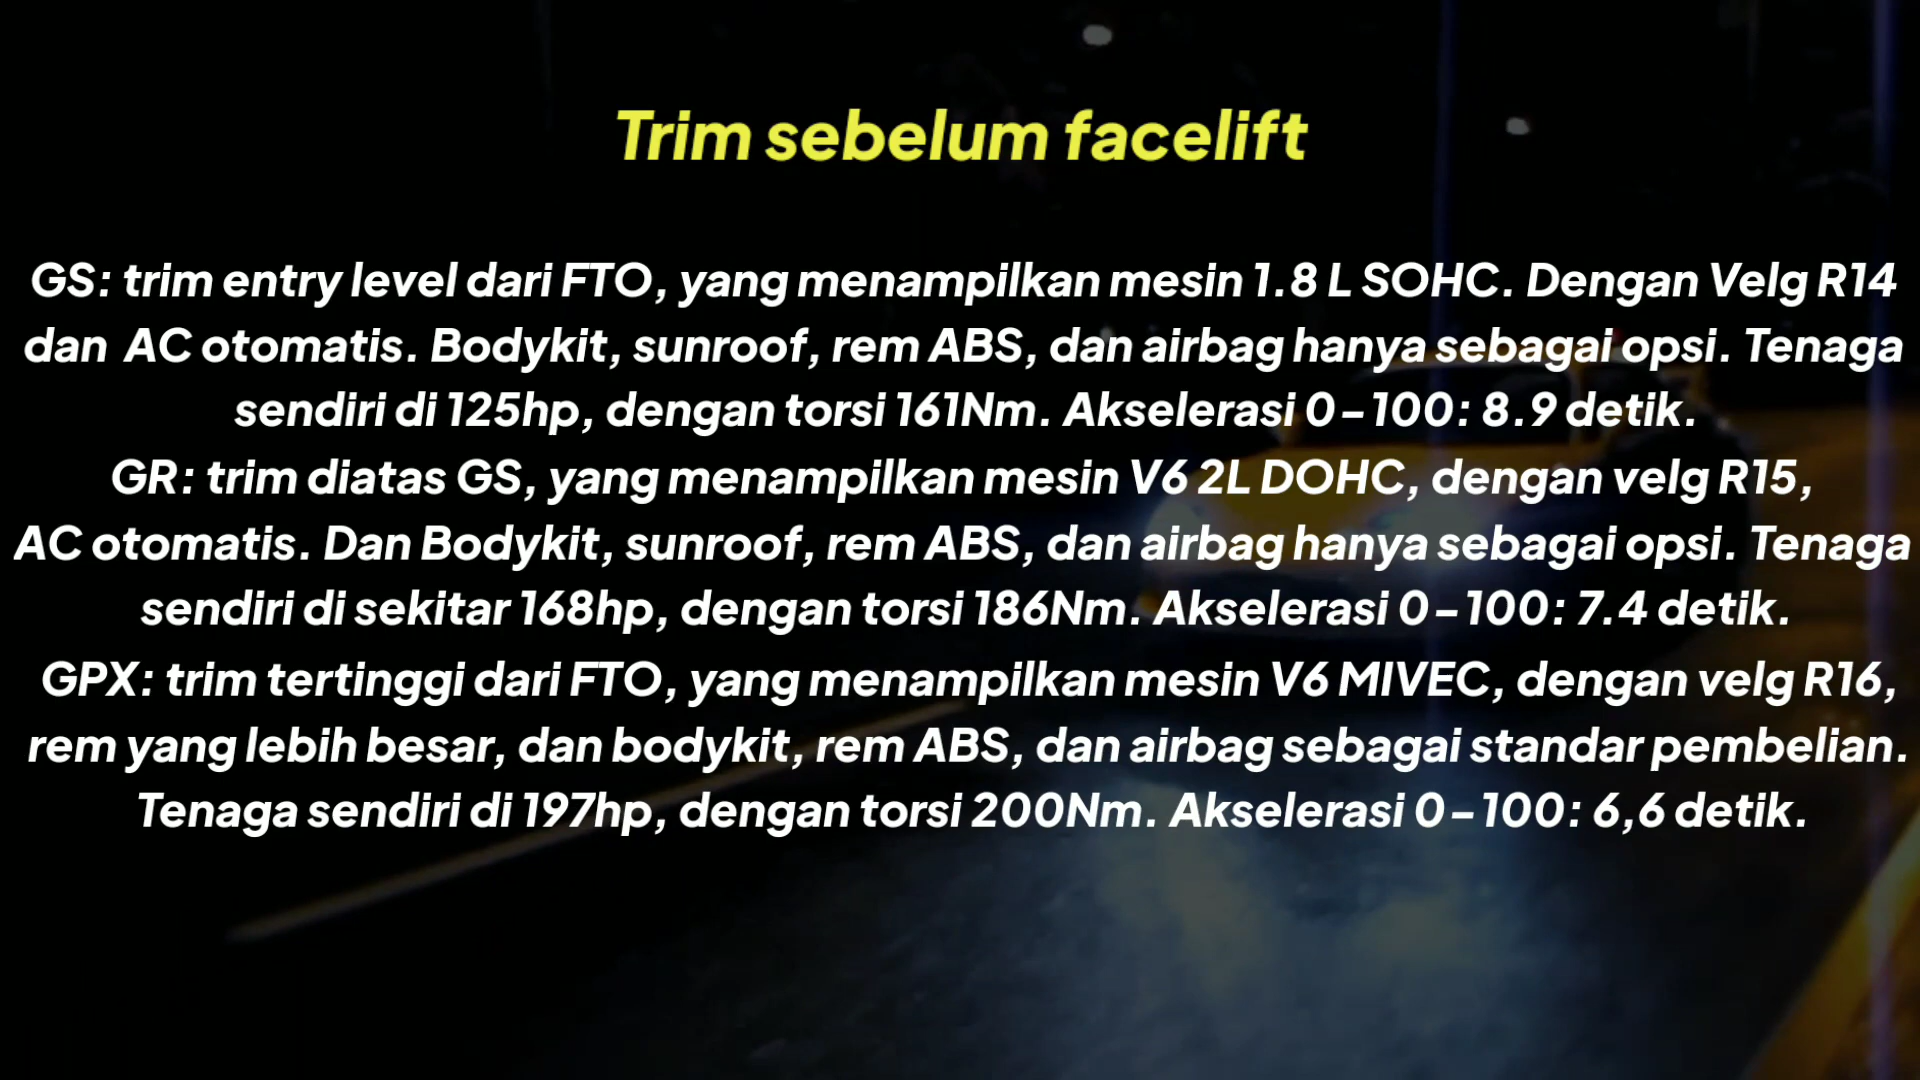 Trim sebelum facelift
GS: trim entry level dari FTO, yang menampilkan mesin 1.8 L SOHC. Dengan Velg R14
dan AC otomatis. Bodykit, sunroof, rem ABS, dan airbag hanya sebagai opsi. Tenaga
sendiri di 125hp, dengan torsi 161Nm. Akselerasi 0-100: 8.9 detik.
GR: trim diatas GS, yang menampilkan mesin V6 2L DOHC, dengan velg R15,
AC otomatis. Dan Bodykit, sunroof, rem ABS, dan airbag hanya sebagai opsi. Tenaga
sendiri di sekitar 168hp, dengan torsi 186Nm. Akselerasi 0-100: 7.4 detik.
GPX: trim tertinggi dari FTO, yang menampilkan mesin V6 MIVEC, dengan velg R16,
rem yang lebih besar, dan bodykit, rem ABS, dan airbag sebagai standar pembelian.
Tenaga sendiri di 197hp, dengan torsi 200Nm. Akselerasi 0-100: 6,6 detik.